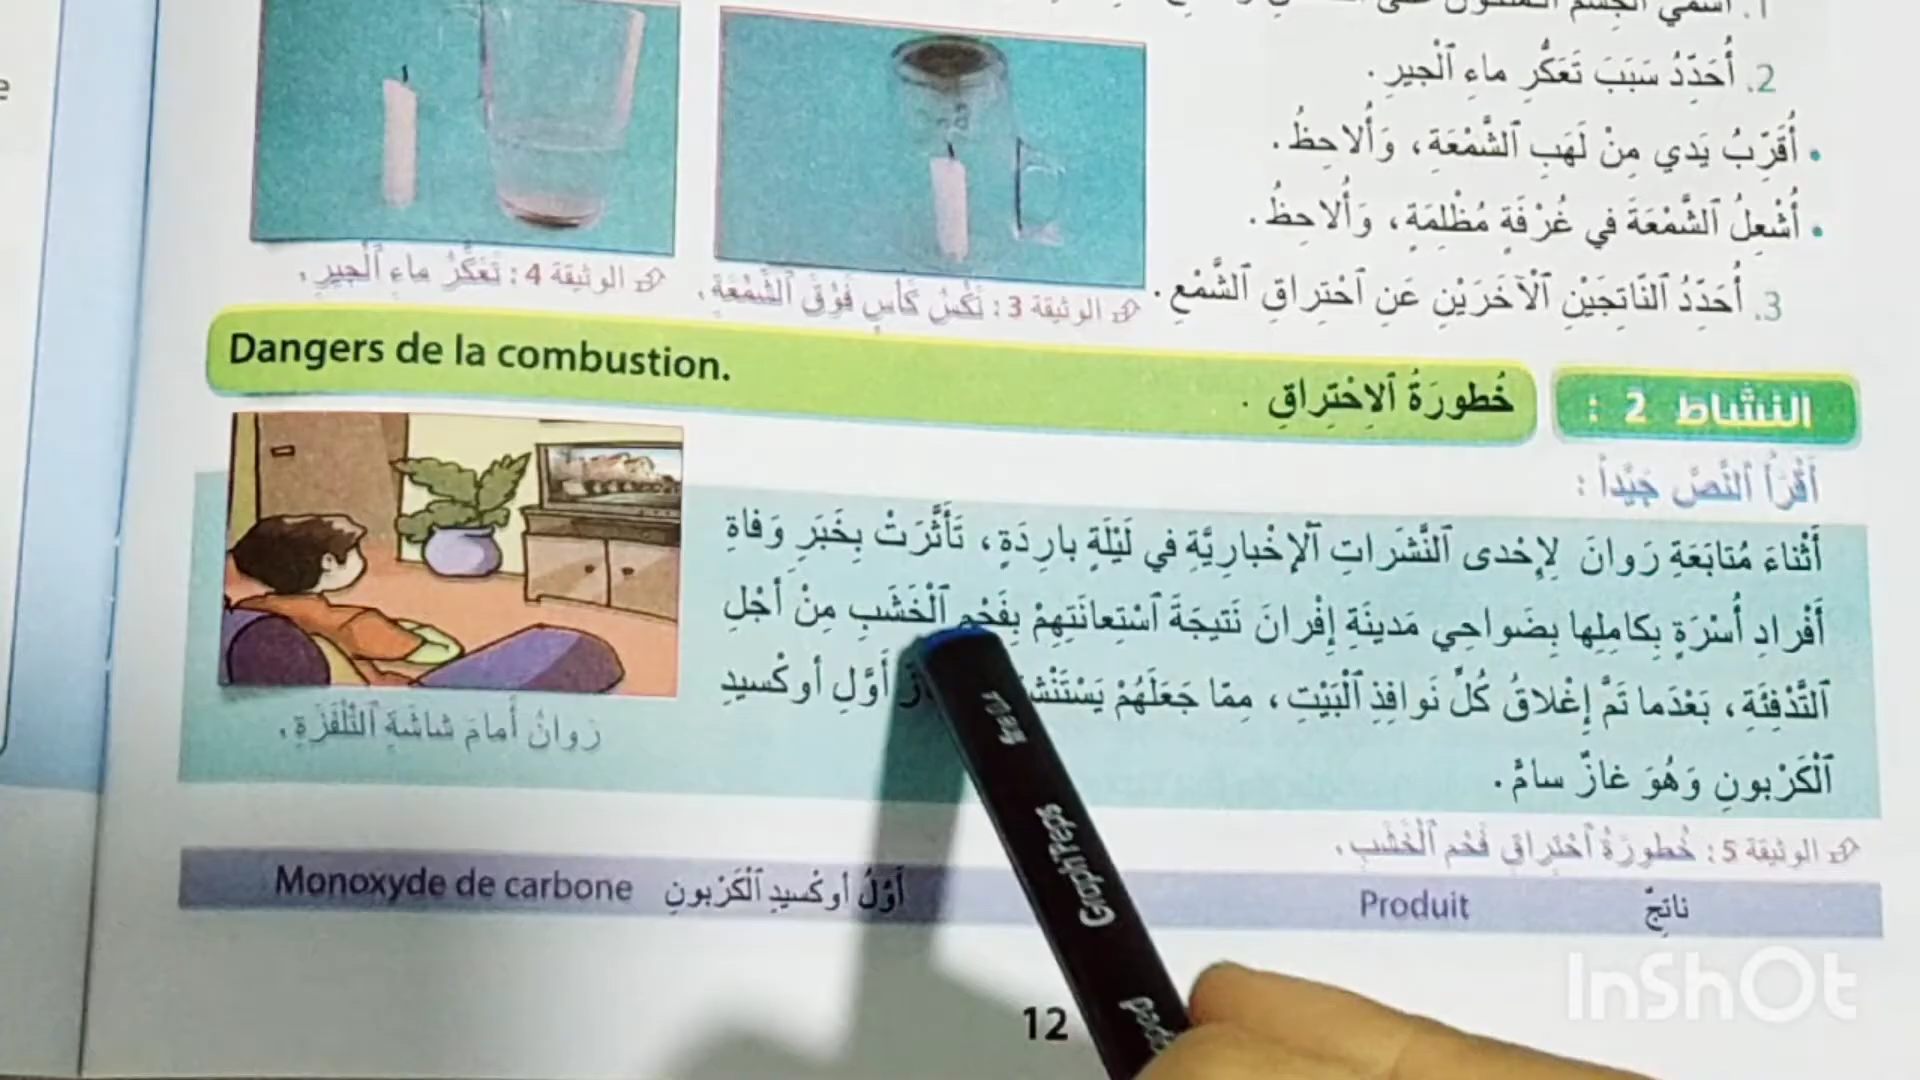 2. أُحَدِّدُ سَبَبَ تَعَكُّرِ ماءِ ٱلْجيرِ.
• أُقَرِّبُ يَدي مِنْ لَهَبِ ٱلشَّمْعَةِ، وَأُلاحِظُ.
• أُشْعِلُ ٱلشَّمْعَةَ في غُرْفَةٍ مُظْلِمَةٍ، وَأُلاحِظُ.
3. أُحَدِّدُ ٱلنّاتِجَيْنِ ٱلْآخَرَيْنِ عَنِ ٱحْتِراقِ ٱلشَّمْعِ.
الوثيقة 3: نَكْسُ كَأْسٍ فَوْقَ ٱلشَّمْعَةِ.
الوثيقة 4: تَعَكُّرُ ماءِ ٱلْجيرِ.
النشاط 2 :
خُطورَةُ ٱلِاحْتِراقِ.
Dangers de la combustion.
أَقْرَأُ ٱلنَّصَّ جَيِّداً :
أَثْناءَ مُتابَعَةِ رَوانَ لِإِحْدى ٱلنَّشَراتِ ٱلْإِخْبارِيَّةِ في لَيْلَةٍ بارِدَةٍ، تَأَثَّرَتْ بِخَبَرِ وَفاةِ
أَفْرادِ أُسْرَةٍ بِكامِلِها بِضَواحِي مَدينَةِ إِفْرانَ نَتيجَةَ ٱسْتِعانَتِهِمْ بِفَحْمِ ٱلْخَشَبِ مِنْ أَجْلِ
ٱلتَّدْفِئَةِ، بَعْدَما تَمَّ إِغْلاقُ كُلِّ نَوافِذِ ٱلْبَيْتِ، مِمّا جَعَلَهُمْ أَوَّلِ أوكْسيدِ
ٱلْكَرْبونِ وَهُوَ غازٌ سامٌّ.
رَوانُ أَمامَ شاشَةِ ٱلتَّلْفَزَةِ.
الوثيقة 5: خُطورَةُ ٱحْتِراقِ فَحْمِ ٱلْخَشَبِ.
ناتِجٌ Produit
أَوَّلُ أوكْسيدِ ٱلْكَرْبونِ Monoxyde de carbone
12
Graph'Peps
InShOt